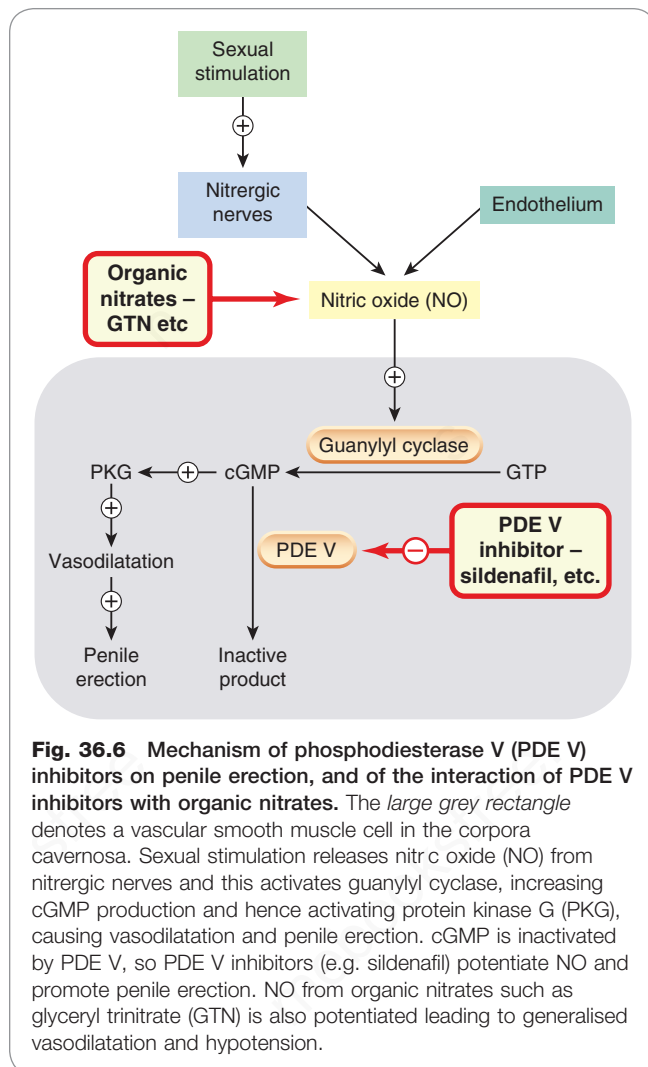 Sexual
stimulation
+
Nitrergic
nerves
Endothelium
Organic
nitrates –
GTN etc
Nitric oxide (NO)
+
Guanylyl cyclase
PKG
+
cGMP
GTP
+
PDE V
–
PDE V
inhibitor –
sildenafil, etc.
Vasodilatation
+
Penile
erection
Inactive
product
Fig. 36.6 Mechanism of phosphodiesterase V (PDE V)
inhibitors on penile erection, and of the interaction of PDE V
inhibitors with organic nitrates. The large grey rectangle
denotes a vascular smooth muscle cell in the corpora
cavernosa. Sexual stimulation releases nitr c oxide (NO) from
nitrergic nerves and this activates guanylyl cyclase, increasing
cGMP production and hence activating protein kinase G (PKG),
causing vasodilatation and penile erection. cGMP is inactivated
by PDE V, so PDE V inhibitors (e.g. sildenafil) potentiate NO and
promote penile erection. NO from organic nitrates such as
glyceryl trinitrate (GTN) is also potentiated leading to generalised
vasodilatation and hypotension.